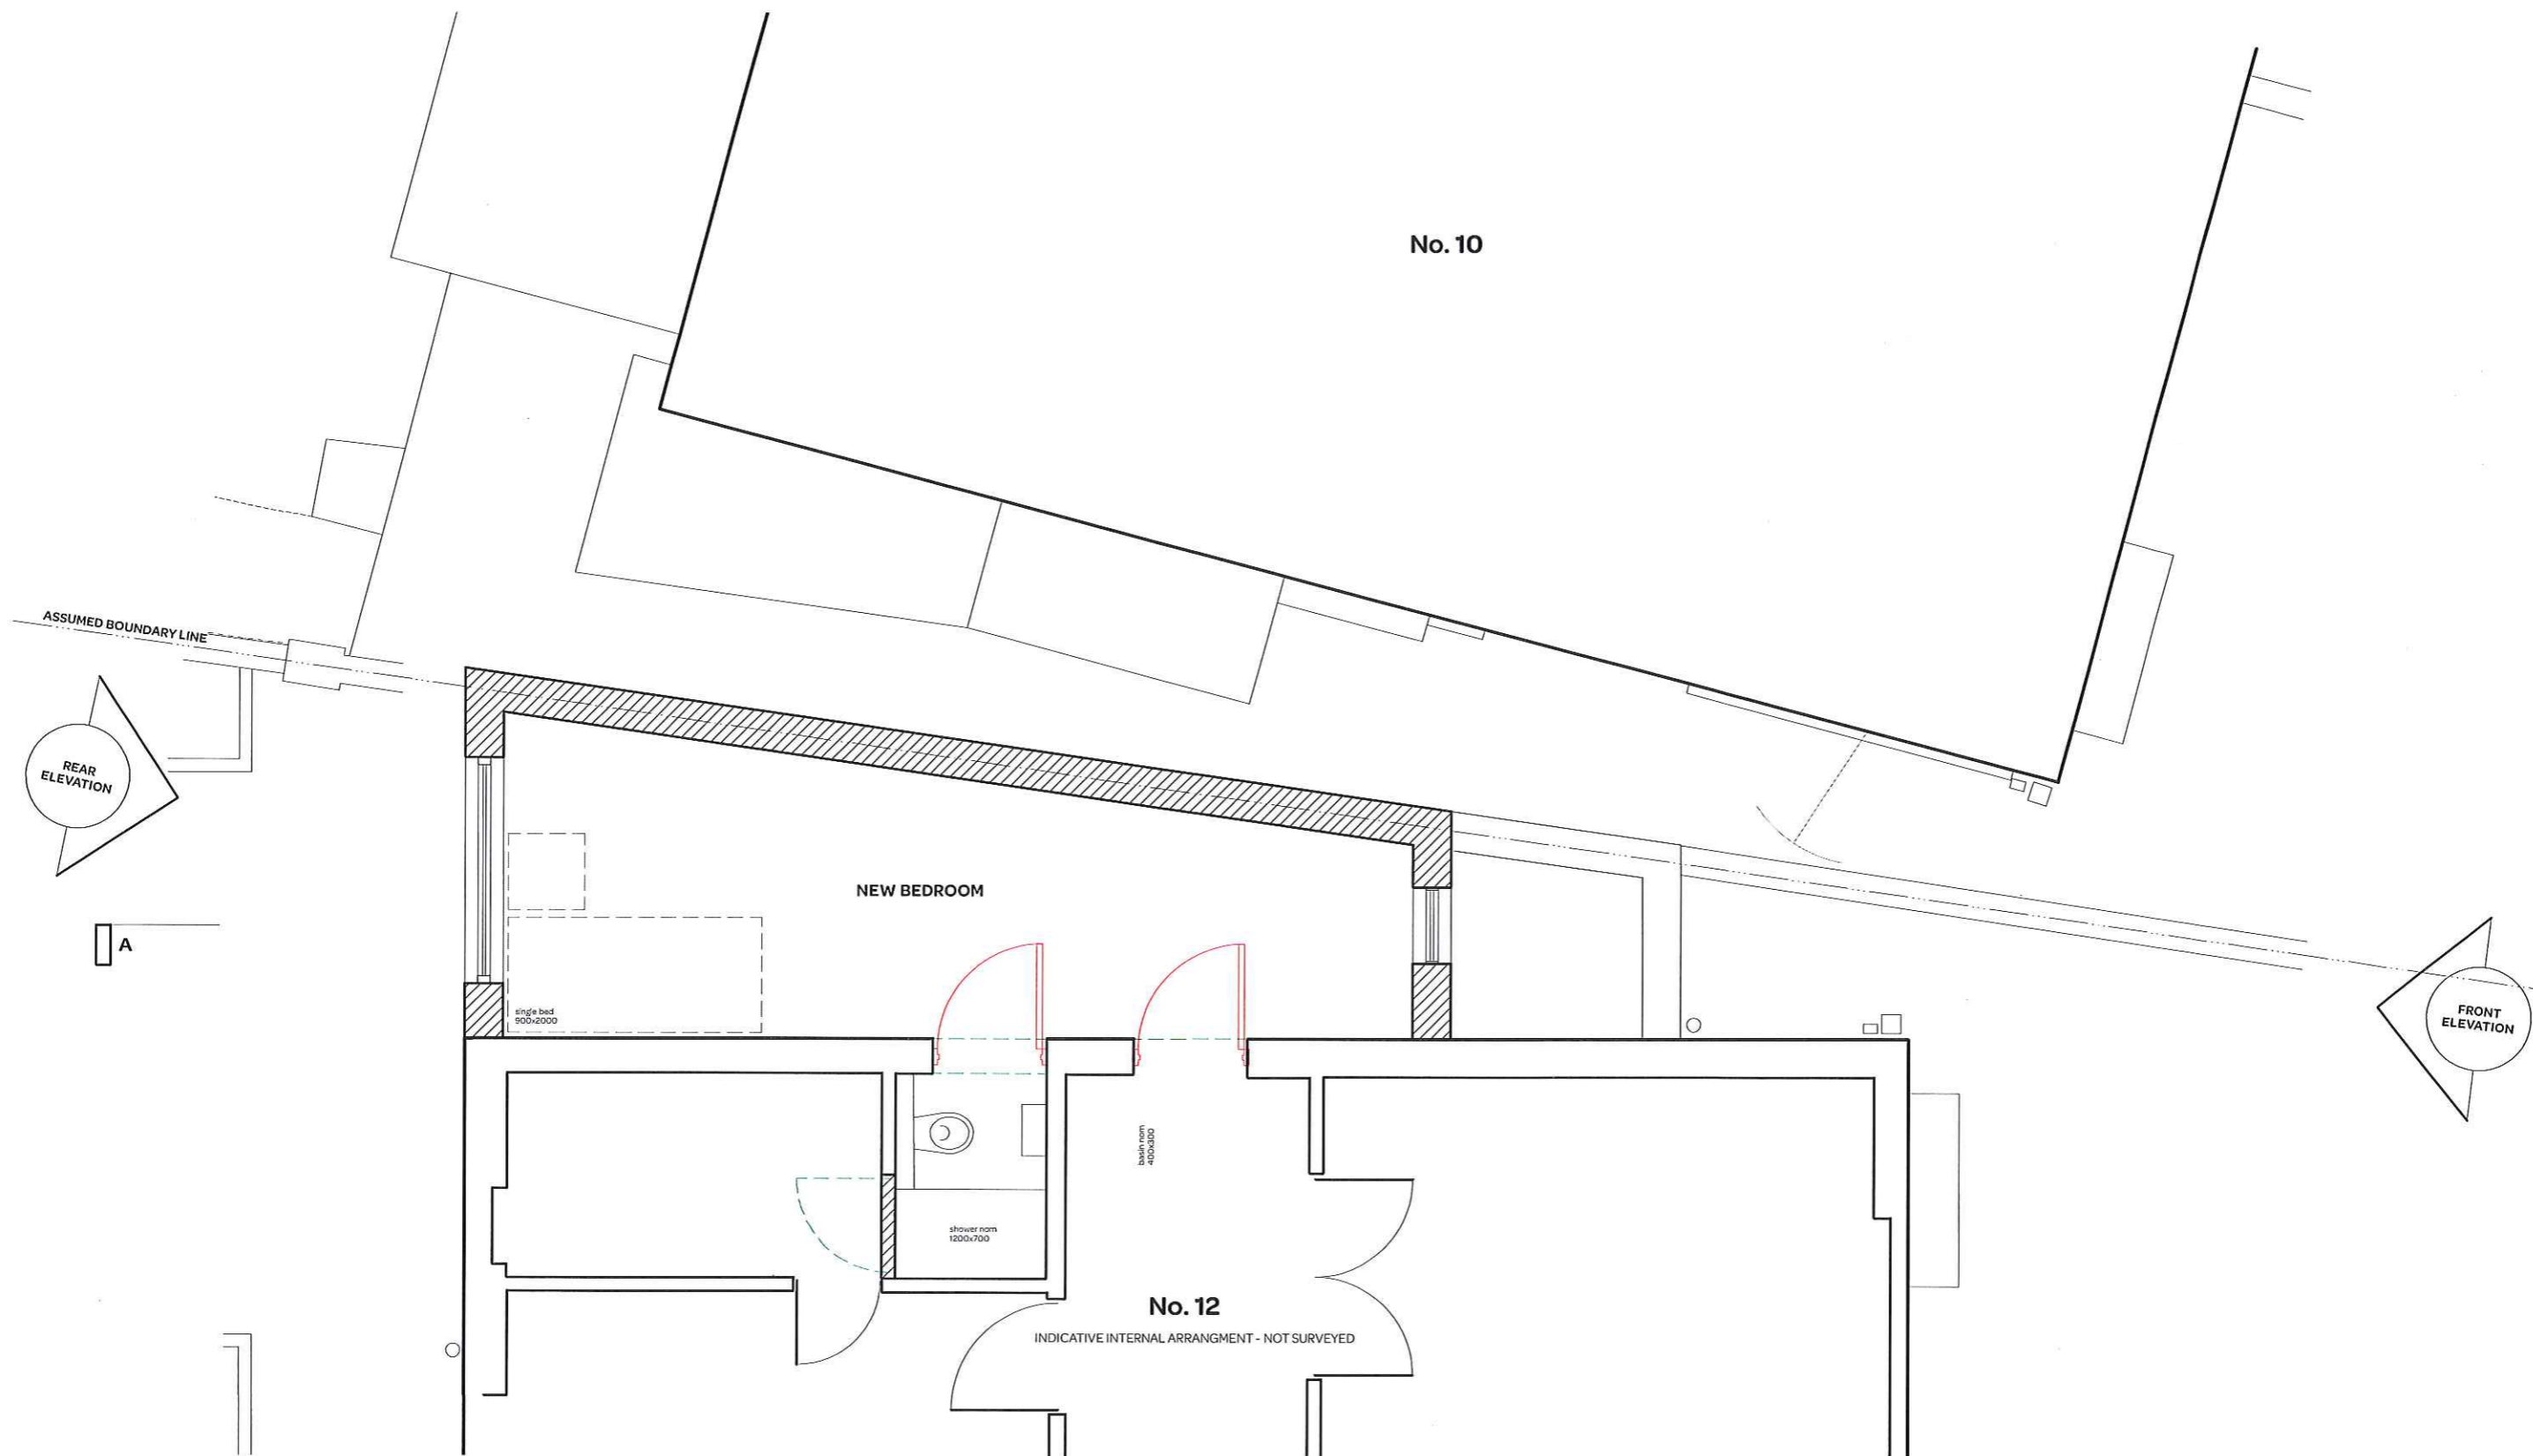 No. 10
ASSUMED BOUNDARY LINE
REAR
ELEVATION
A
NEW BEDROOM
single bed
900x2000
FRONT
ELEVATION
basin nom
400x300
shower nom
1200x700
No. 12
INDICATIVE INTERNAL ARRANGMENT - NOT SURVEYED